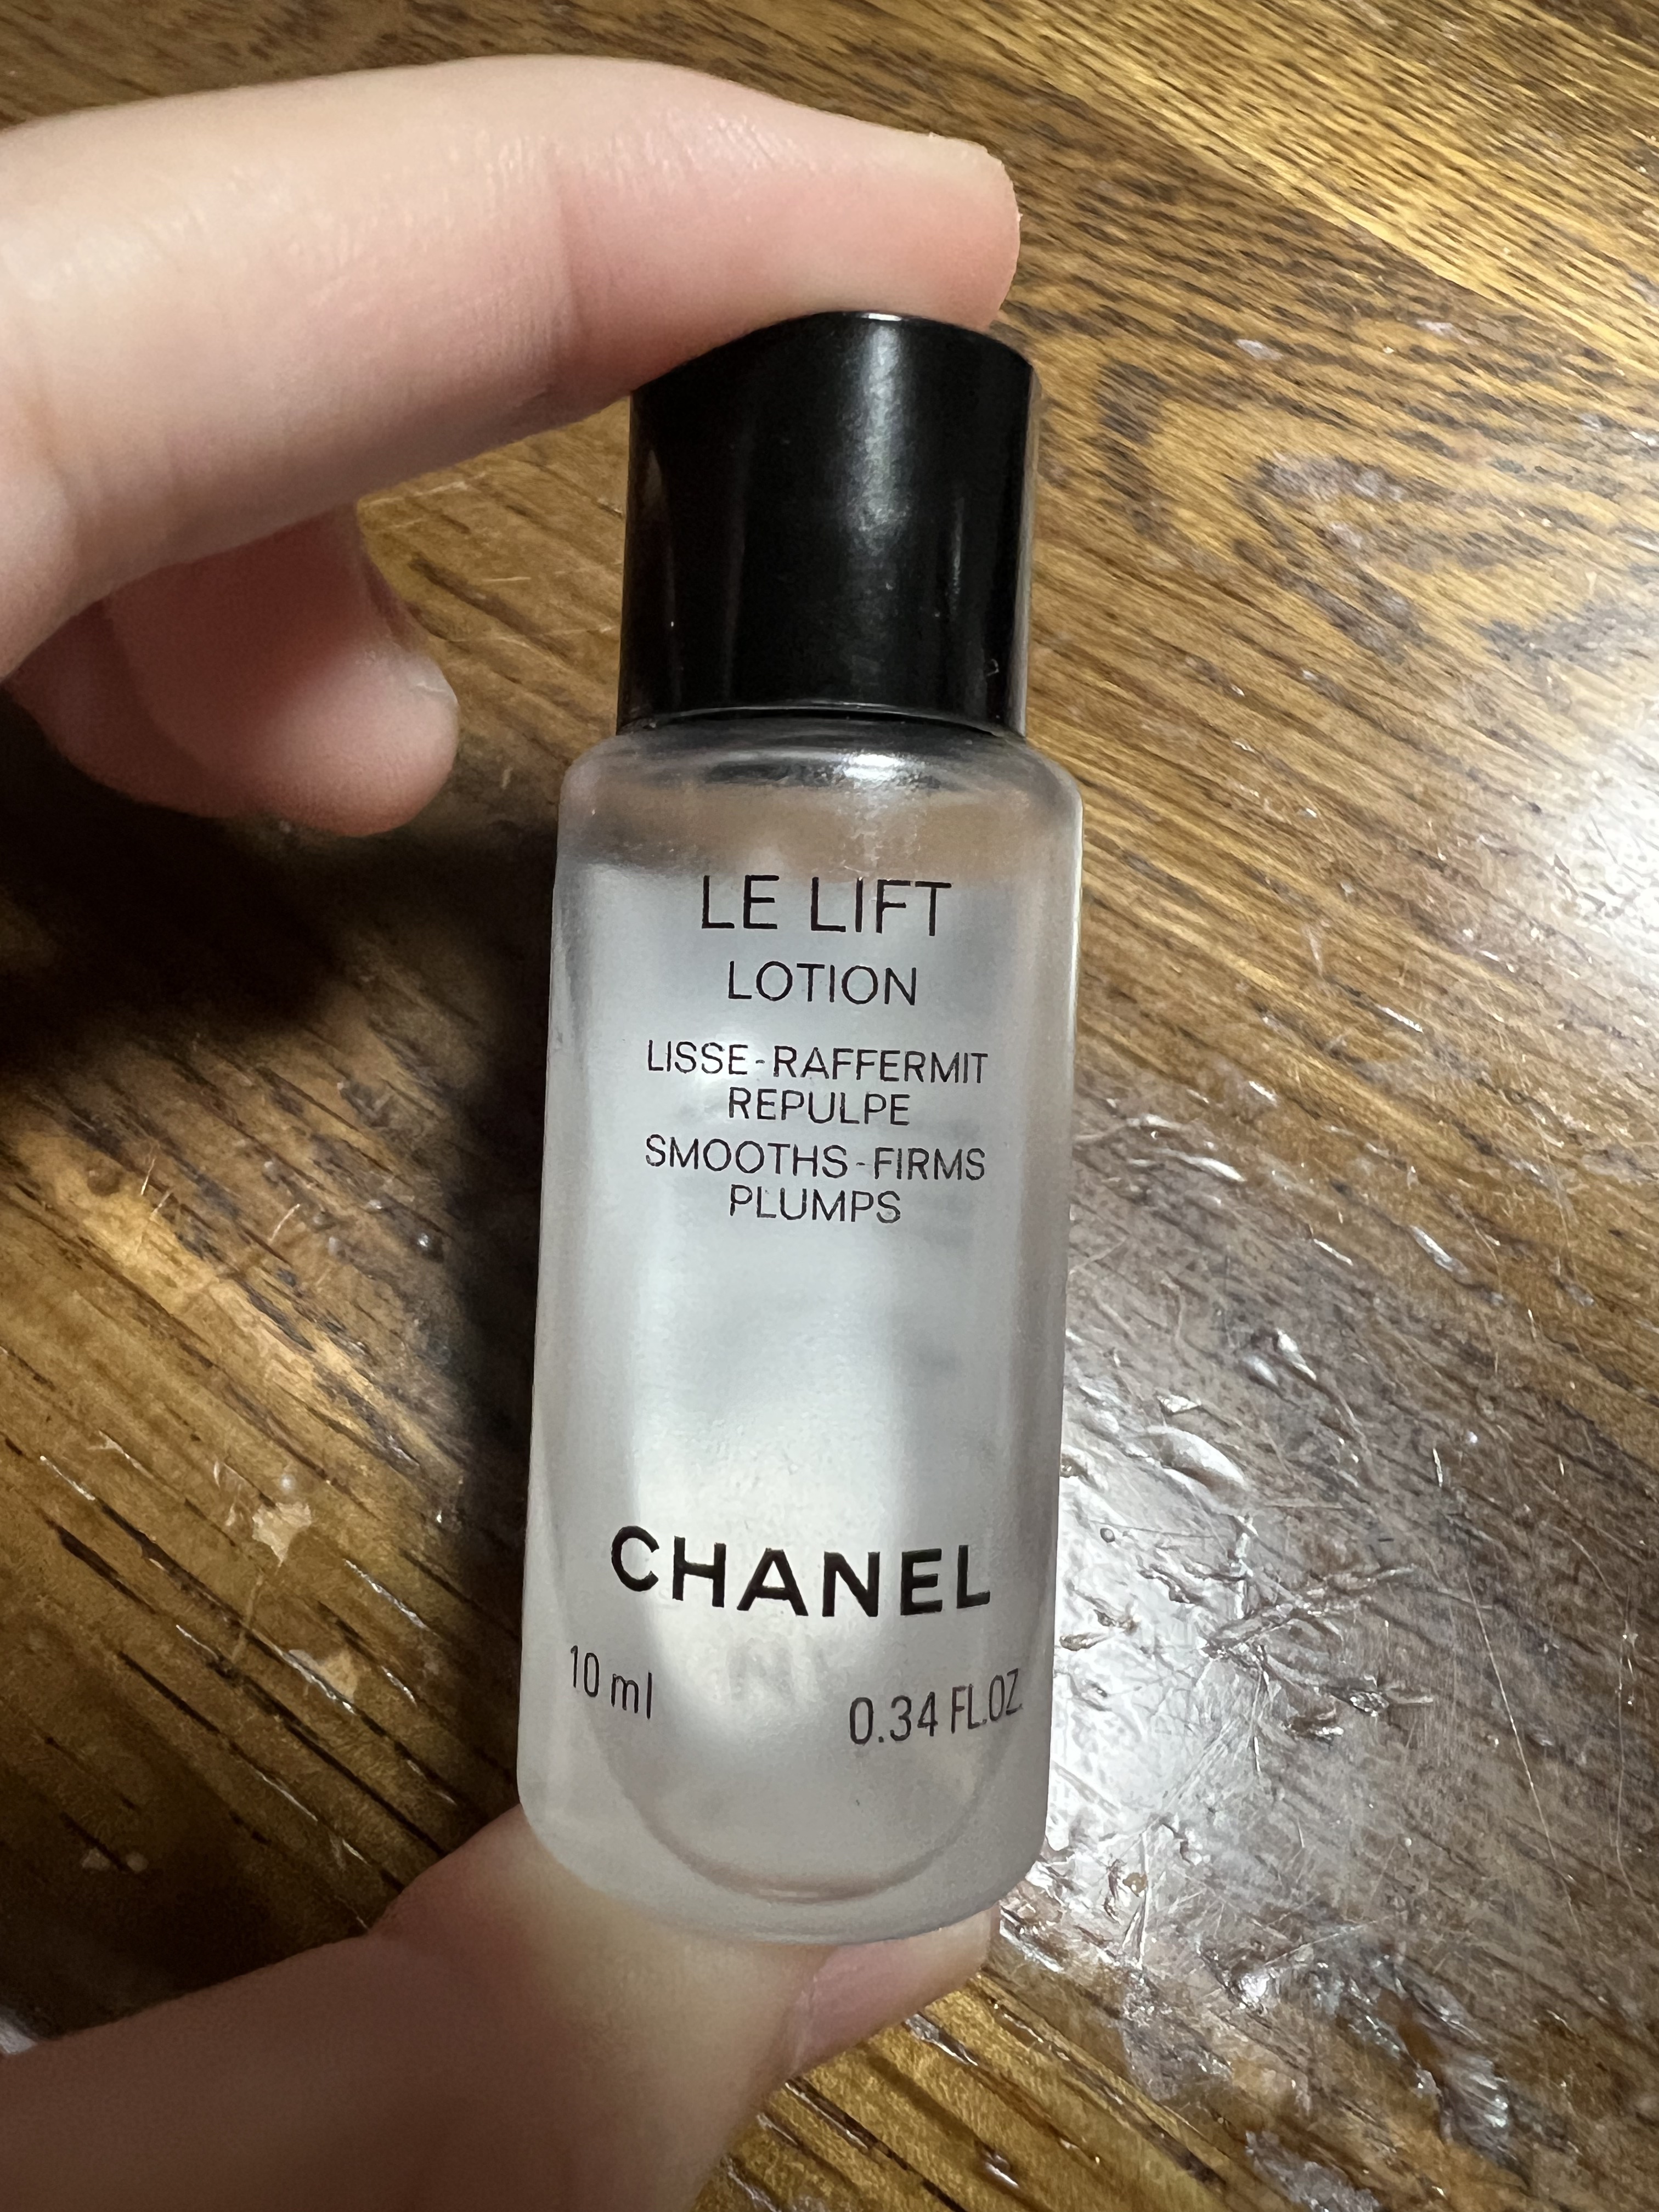 LE LIFT
LOTION
LISSE-RAFFERMIT
REPULPE
SMOOTHS-FIRMS
PLUMPS
CHANEL
10 ml 0.34 FL.OZ.